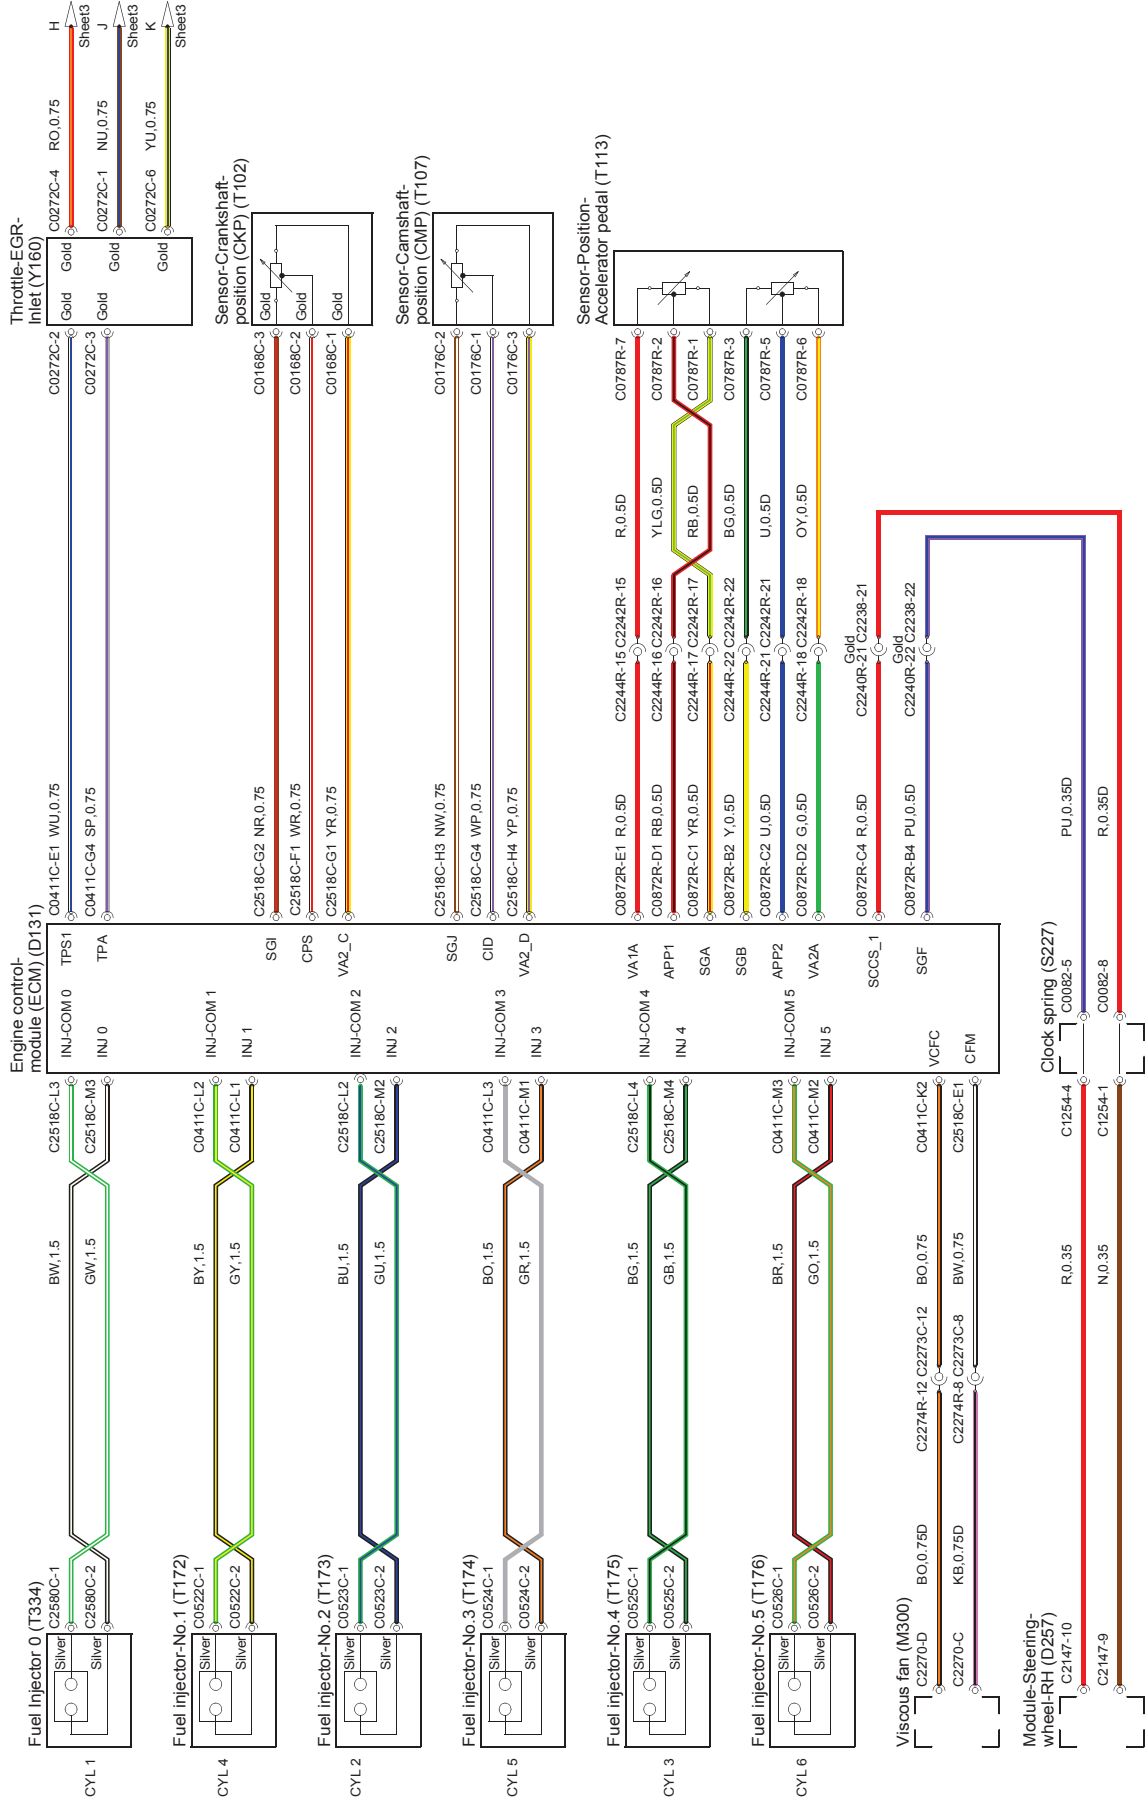 Fuel Injector 0 (T334)
CYL 1
Silver
Silver
C2580C-1
C2580C-2
BW,1.5
GW,1.5
C2518C-L3
C2518C-M3
Fuel injector-No.1 (T172)
CYL 4
Silver
Silver
C0522C-1
C0522C-2
BY,1.5
GY,1.5
C0411C-L2
C0411C-L1
Fuel injector-No.2 (T173)
CYL 2
Silver
Silver
C0523C-1
C0523C-2
BU,1.5
GU,1.5
C2518C-L2
C2518C-M2
Fuel injector-No.3 (T174)
CYL 5
Silver
Silver
C0524C-1
C0524C-2
BO,1.5
GR,1.5
C0411C-L3
C0411C-M1
Fuel injector-No.4 (T175)
CYL 3
Silver
Silver
C0525C-1
C0525C-2
BG,1.5
GB,1.5
C2518C-L4
C2518C-M4
Fuel injector-No.5 (T176)
CYL 6
Silver
Silver
C0526C-1
C0526C-2
BR,1.5
GO,1.5
C0411C-M3
C0411C-M2
Viscous fan (M300)
C2270-D
C2270-C
BO,0.75D
KB,0.75D
C2274R-12 C2273C-12
C2274R-8 C2273C-8
BO,0.75
BW,0.75
C0411C-K2
C2518C-E1
Module-Steering-
wheel-RH (D257)
C2147-10
C2147-9
R,0.35
N,0.35
C1254-4
C1254-1
Clock spring (S227)
C0082-5
C0082-8
PU,0.35D
R,0.35D
Engine control-
module (ECM) (D131)
INJ-COM 0
INJ 0
INJ-COM 1
INJ 1
INJ-COM 2
INJ 2
INJ-COM 3
INJ 3
INJ-COM 4
INJ 4
INJ-COM 5
INJ 5
VCFC
CFM
TPS1
TPA
SGI
CPS
VA2_C
SGJ
CID
VA2_D
VA1A
APP1
SGA
SGB
APP2
VA2A
SCCS_1
SGF
C0411C-E1 WU,0.75
C0411C-G4 SP,0.75
C0272C-2
C0272C-3
Throttle-EGR-
Inlet (Y160)
Gold Gold
Gold Gold
Gold
C0272C-4 RO,0.75
C0272C-1 NU,0.75
C0272C-6 YU,0.75
H
Sheet3
J
Sheet3
K
Sheet3
C2518C-G2 NR,0.75
C2518C-F1 WR,0.75
C2518C-G1 YR,0.75
C0168C-3
C0168C-2
C0168C-1
Sensor-Crankshaft-
position (CKP) (T102)
Gold
Gold
Gold
C2518C-H3 NW,0.75
C2518C-G4 WP,0.75
C2518C-H4 YP,0.75
C0176C-2
C0176C-1
C0176C-3
Sensor-Camshaft-
position (CMP) (T107)
C0872R-E1 R,0.5D
C0872R-D1 RB,0.5D
C0872R-C1 YR,0.5D
C0872R-B2 Y,0.5D
C0872R-C2 U,0.5D
C0872R-D2 G,0.5D
C2244R-15 C2242R-15
C2244R-16 C2242R-16
C2244R-17 C2242R-17
C2244R-22 C2242R-22
C2244R-21 C2242R-21
C2244R-18 C2242R-18
R,0.5D
YLG,0.5D
RB,0.5D
BG,0.5D
U,0.5D
OY,0.5D
C0787R-7
C0787R-2
C0787R-1
C0787R-3
C0787R-5
C0787R-6
Sensor-Position-
Accelerator pedal (T113)
C0872R-C4 R,0.5D
C0872R-B4 PU,0.5D
Gold
C2240R-21 C2238-21
Gold
C2240R-22 C2238-22